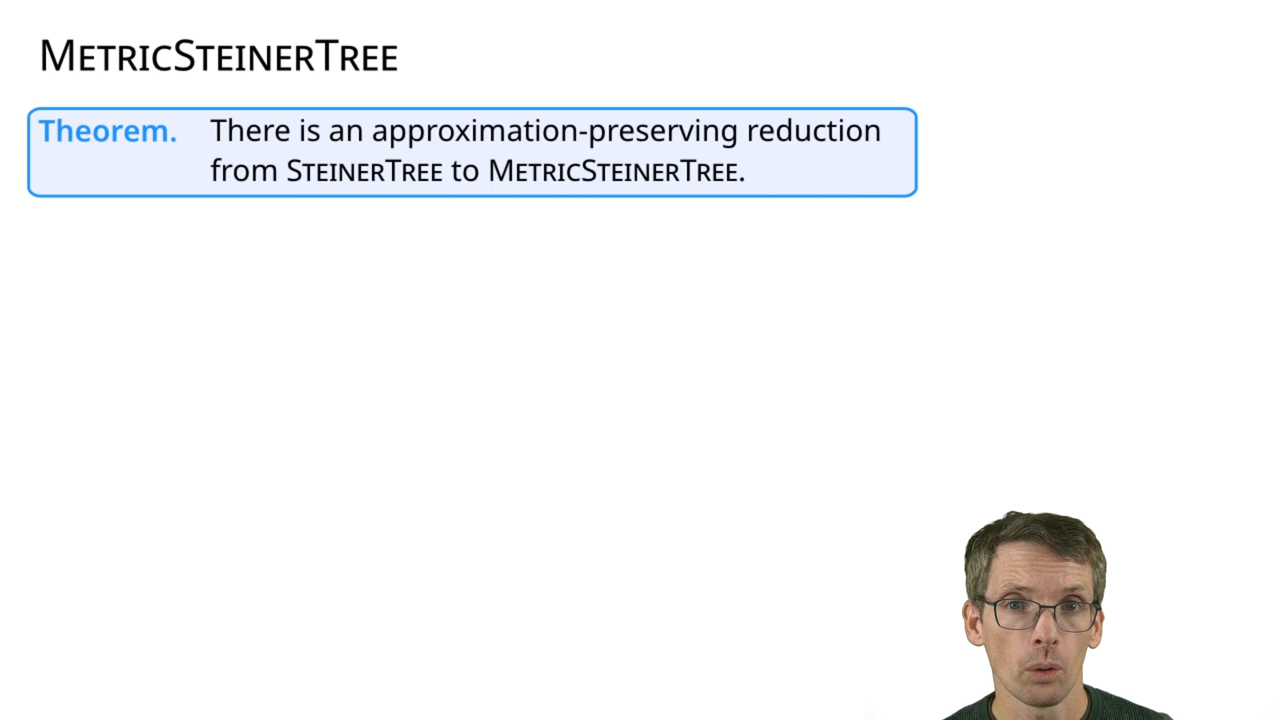 MetricSteinerTree
Theorem. There is an approximation-preserving reduction
from SteinerTree to MetricSteinerTree.